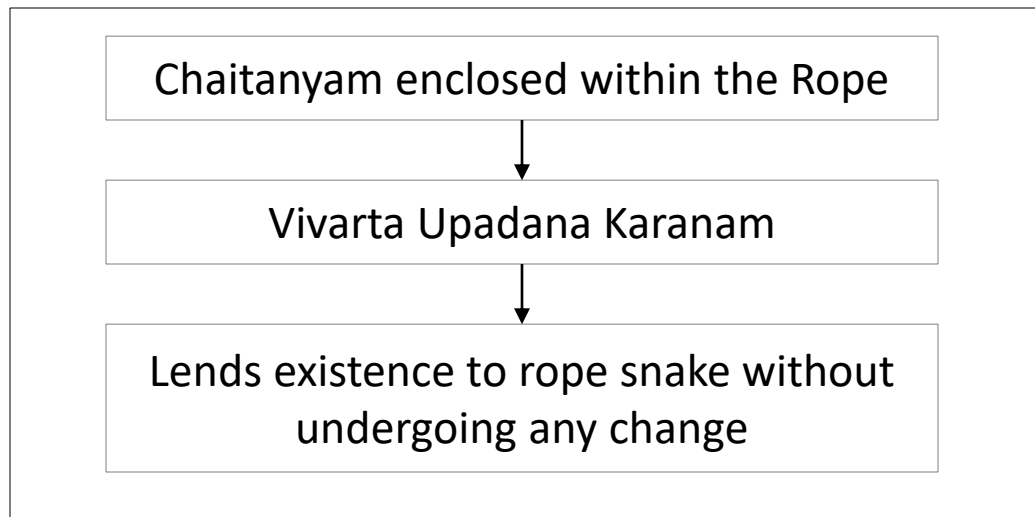 Chaitanyam enclosed within the Rope
Vivarta Upadana Karanam
Lends existence to rope snake without
undergoing any change